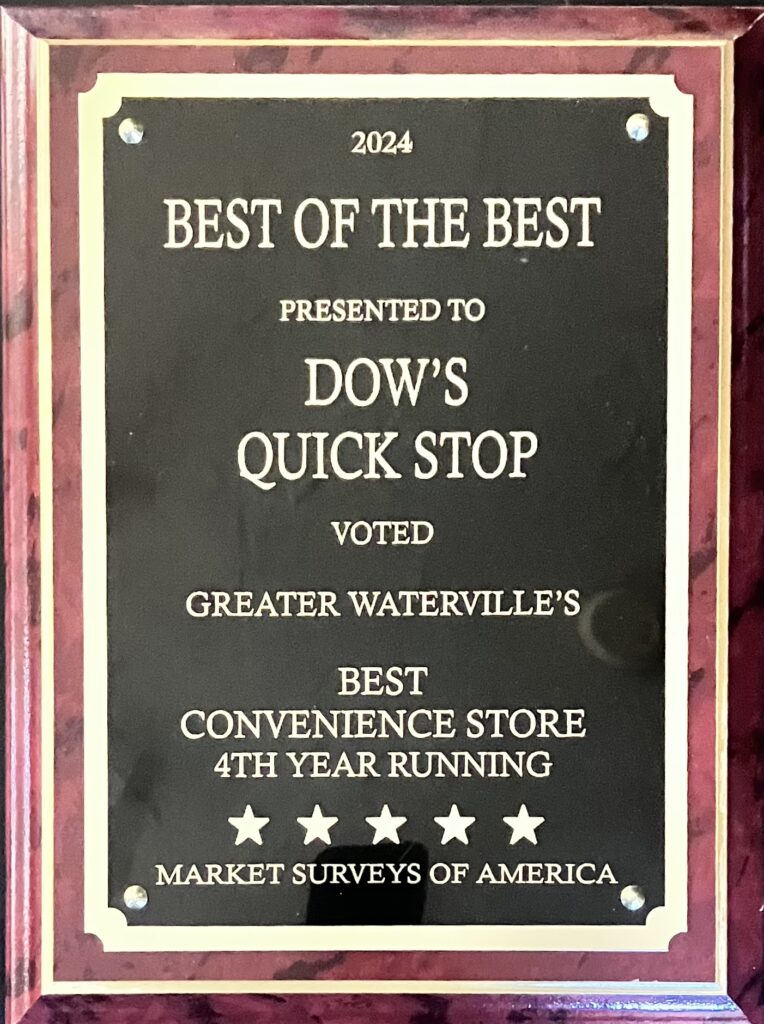 2024
BEST OF THE BEST
PRESENTED TO
DOW'S
QUICK STOP
VOTED
GREATER WATERVILLE'S
BEST
CONVENIENCE STORE
4TH YEAR RUNNING
MARKET SURVEYS OF AMERICA